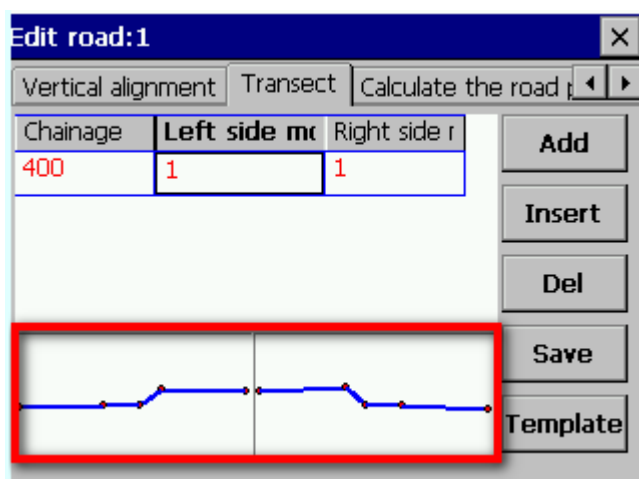 Edit road:1
Vertical alignment Transect Calculate the road
Chainage Left side mo Right side r
400 1 1
Add
Insert
Del
Save
Template